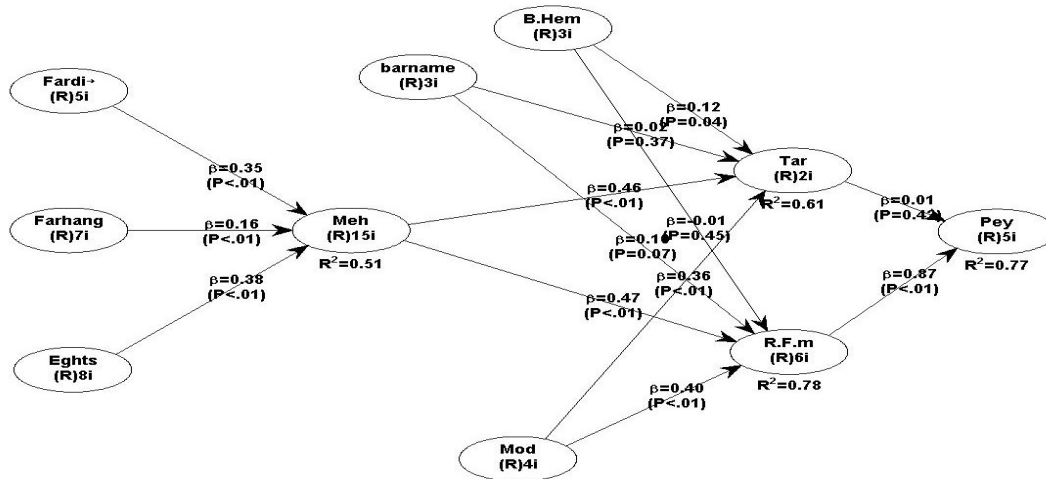 B.Hem
(R)3i
barname
(R)3i
Fardi→
(R)5i
β=0.12
(P=0.04)
β=0.02
(P=0.37)
Tar
(R)2i
R²=0.61
β=0.35
(P<.01)
β=0.46
(P<.01)
β=0.01
(P=0.42)
Farhang
(R)7i
β=0.16
(P<.01)
Meh
(R)15i
R²=0.51
Pey
(R)5i
R²=0.77
β=-0.01
(P=0.45)
(P=0.07)
β=0.38
(P<.01)
β=0.36
(P<.01)
β=0.47
(P<.01)
β=0.87
(P<.01)
Eghts
(R)8i
R.F.m
(R)6i
R²=0.78
β=0.40
(P<.01)
Mod
(R)4i